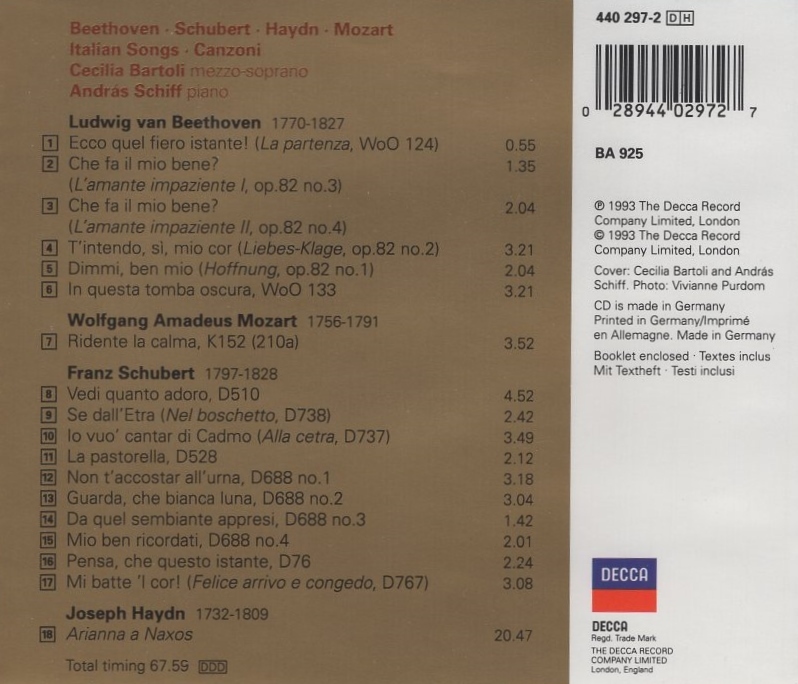 Beethoven · Schubert · Haydn · Mozart
Italian Songs · Canzoni
Cecilia Bartoli mezzo-soprano
András Schiff piano
Ludwig van Beethoven 1770-1827
1 Ecco quel fiero istante! (La partenza, WoO 124) 0.55
2 Che fa il mio bene? 1.35
(L'amante impaziente I, op.82 no.3)
3 Che fa il mio bene? 2.04
(L'amante impaziente II, op.82 no.4)
4 T'intendo, sì, mio cor (Liebes-Klage, op.82 no.2) 3.21
5 Dimmi, ben mio (Hoffnung, op.82 no.1) 2.04
6 In questa tomba oscura, WoO 133 3.21
Wolfgang Amadeus Mozart 1756-1791
7 Ridente la calma, K152 (210a) 3.52
Franz Schubert 1797-1828
8 Vedi quanto adoro, D510 4.52
9 Se dall'Etra (Nel boschetto, D738) 2.42
10 Io vuo' cantar di Cadmo (Alla cetra, D737) 3.49
11 La pastorella, D528 2.12
12 Non t'accostar all'urna, D688 no.1 3.18
13 Guarda, che bianca luna, D688 no.2 3.04
14 Da quel sembiante appresi, D688 no.3 1.42
15 Mio ben ricordati, D688 no.4 2.01
16 Pensa, che questo istante, D76 2.24
17 Mi batte 'l cor! (Felice arrivo e congedo, D767) 3.08
Joseph Haydn 1732-1809
18 Arianna a Naxos 20.47
Total timing 67.59 DDD
440 297-2 DH
0 28944 02972 7
BA 925
℗ 1993 The Decca Record
Company Limited, London
© 1993 The Decca Record
Company Limited, London
Cover: Cecilia Bartoli and András
Schiff. Photo: Vivianne Purdom
CD is made in Germany
Printed in Germany/Imprimé
en Allemagne. Made in Germany
Booklet enclosed · Textes inclus
Mit Textheft · Testi inclusi
DECCA
DECCA
Regd. Trade Mark
THE DECCA RECORD
COMPANY LIMITED
London, England